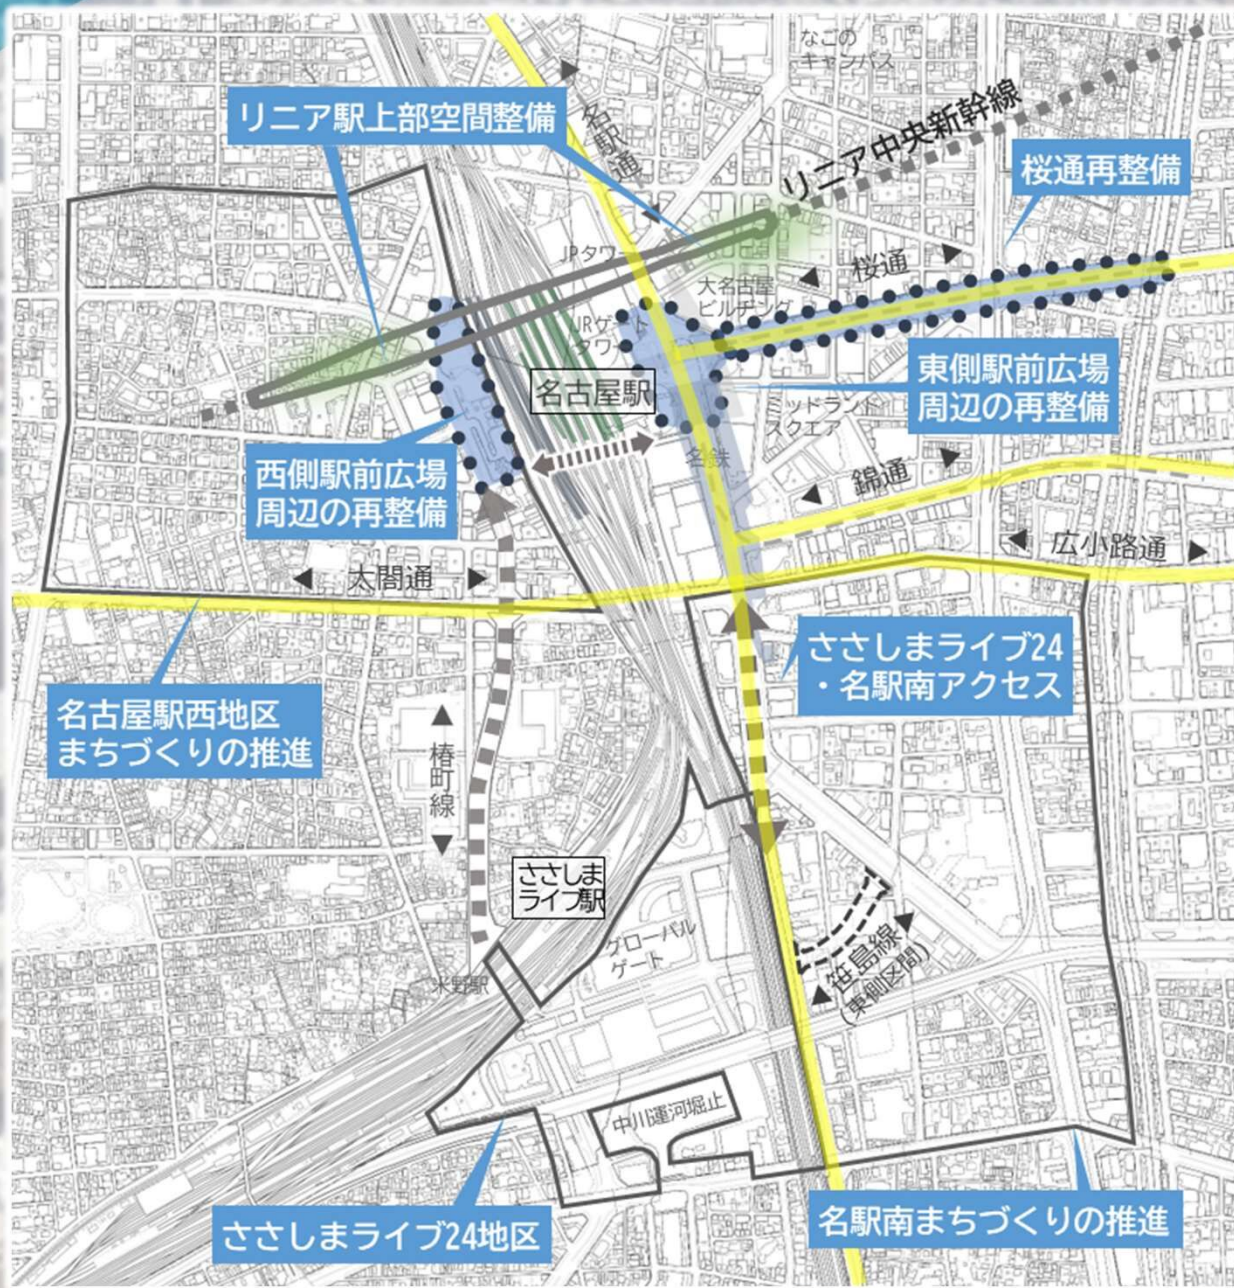 なごの
キャンパス
リニア駅上部空間整備
名駅通
リニア中央新幹線
桜通再整備
JPタワー
桜通
大名古屋
ビルヂング
JRゲート
タワー
東側駅前広場
周辺の再整備
名古屋駅
ミッドランド
スクエア
名鉄
西側駅前広場
周辺の再整備
錦通
広小路通
太閤通
ささしまライブ24
・名駅南アクセス
名古屋駅西地区
まちづくりの推進
椿町線
ささしま
ライブ駅
グローバル
ゲート
笹島線
(東側区間)
米野駅
中川運河堀止
ささしまライブ24地区
名駅南まちづくりの推進